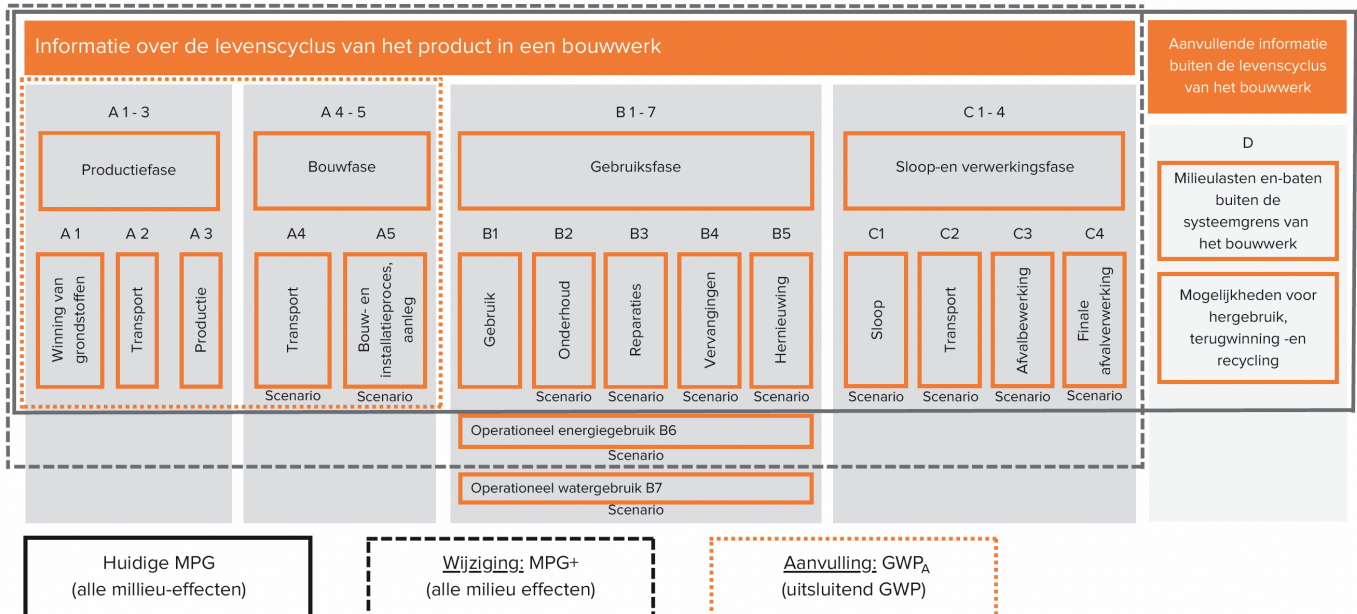 Informatie over de levenscyclus van het product in een bouwwerk
Aanvullende informatie
buiten de levenscyclus
van het bouwwerk
A 1 - 3
A 4 - 5
B 1 - 7
C 1 - 4
D
Productiefase
Bouwfase
Gebruiksfase
Sloop-en verwerkingsfase
Milieulasten en-baten
buiten de
systeemgrens van
het bouwwerk
A 1
A 2
A 3
A4
A5
B1
B2
B3
B4
B5
C1
C2
C3
C4
Winning van
grondstoffen
Transport
Productie
Transport
Bouw- en
installatieproces,
aanleg
Gebruik
Onderhoud
Reparaties
Vervangingen
Hernieuwing
Sloop
Transport
Afvalbewerking
Finale
afvalverwerking
Mogelijkheden voor
hergebruik,
terugwinning -en
recycling
Scenario
Scenario
Scenario
Scenario
Scenario
Scenario
Scenario
Scenario
Scenario
Scenario
Operationeel energiegebruik B6
Scenario
Operationeel watergebruik B7
Scenario
Huidige MPG
(alle milieu-effecten)
Wijziging: MPG+
(alle milieu effecten)
Aanvulling: GWPA
(uitsluitend GWP)